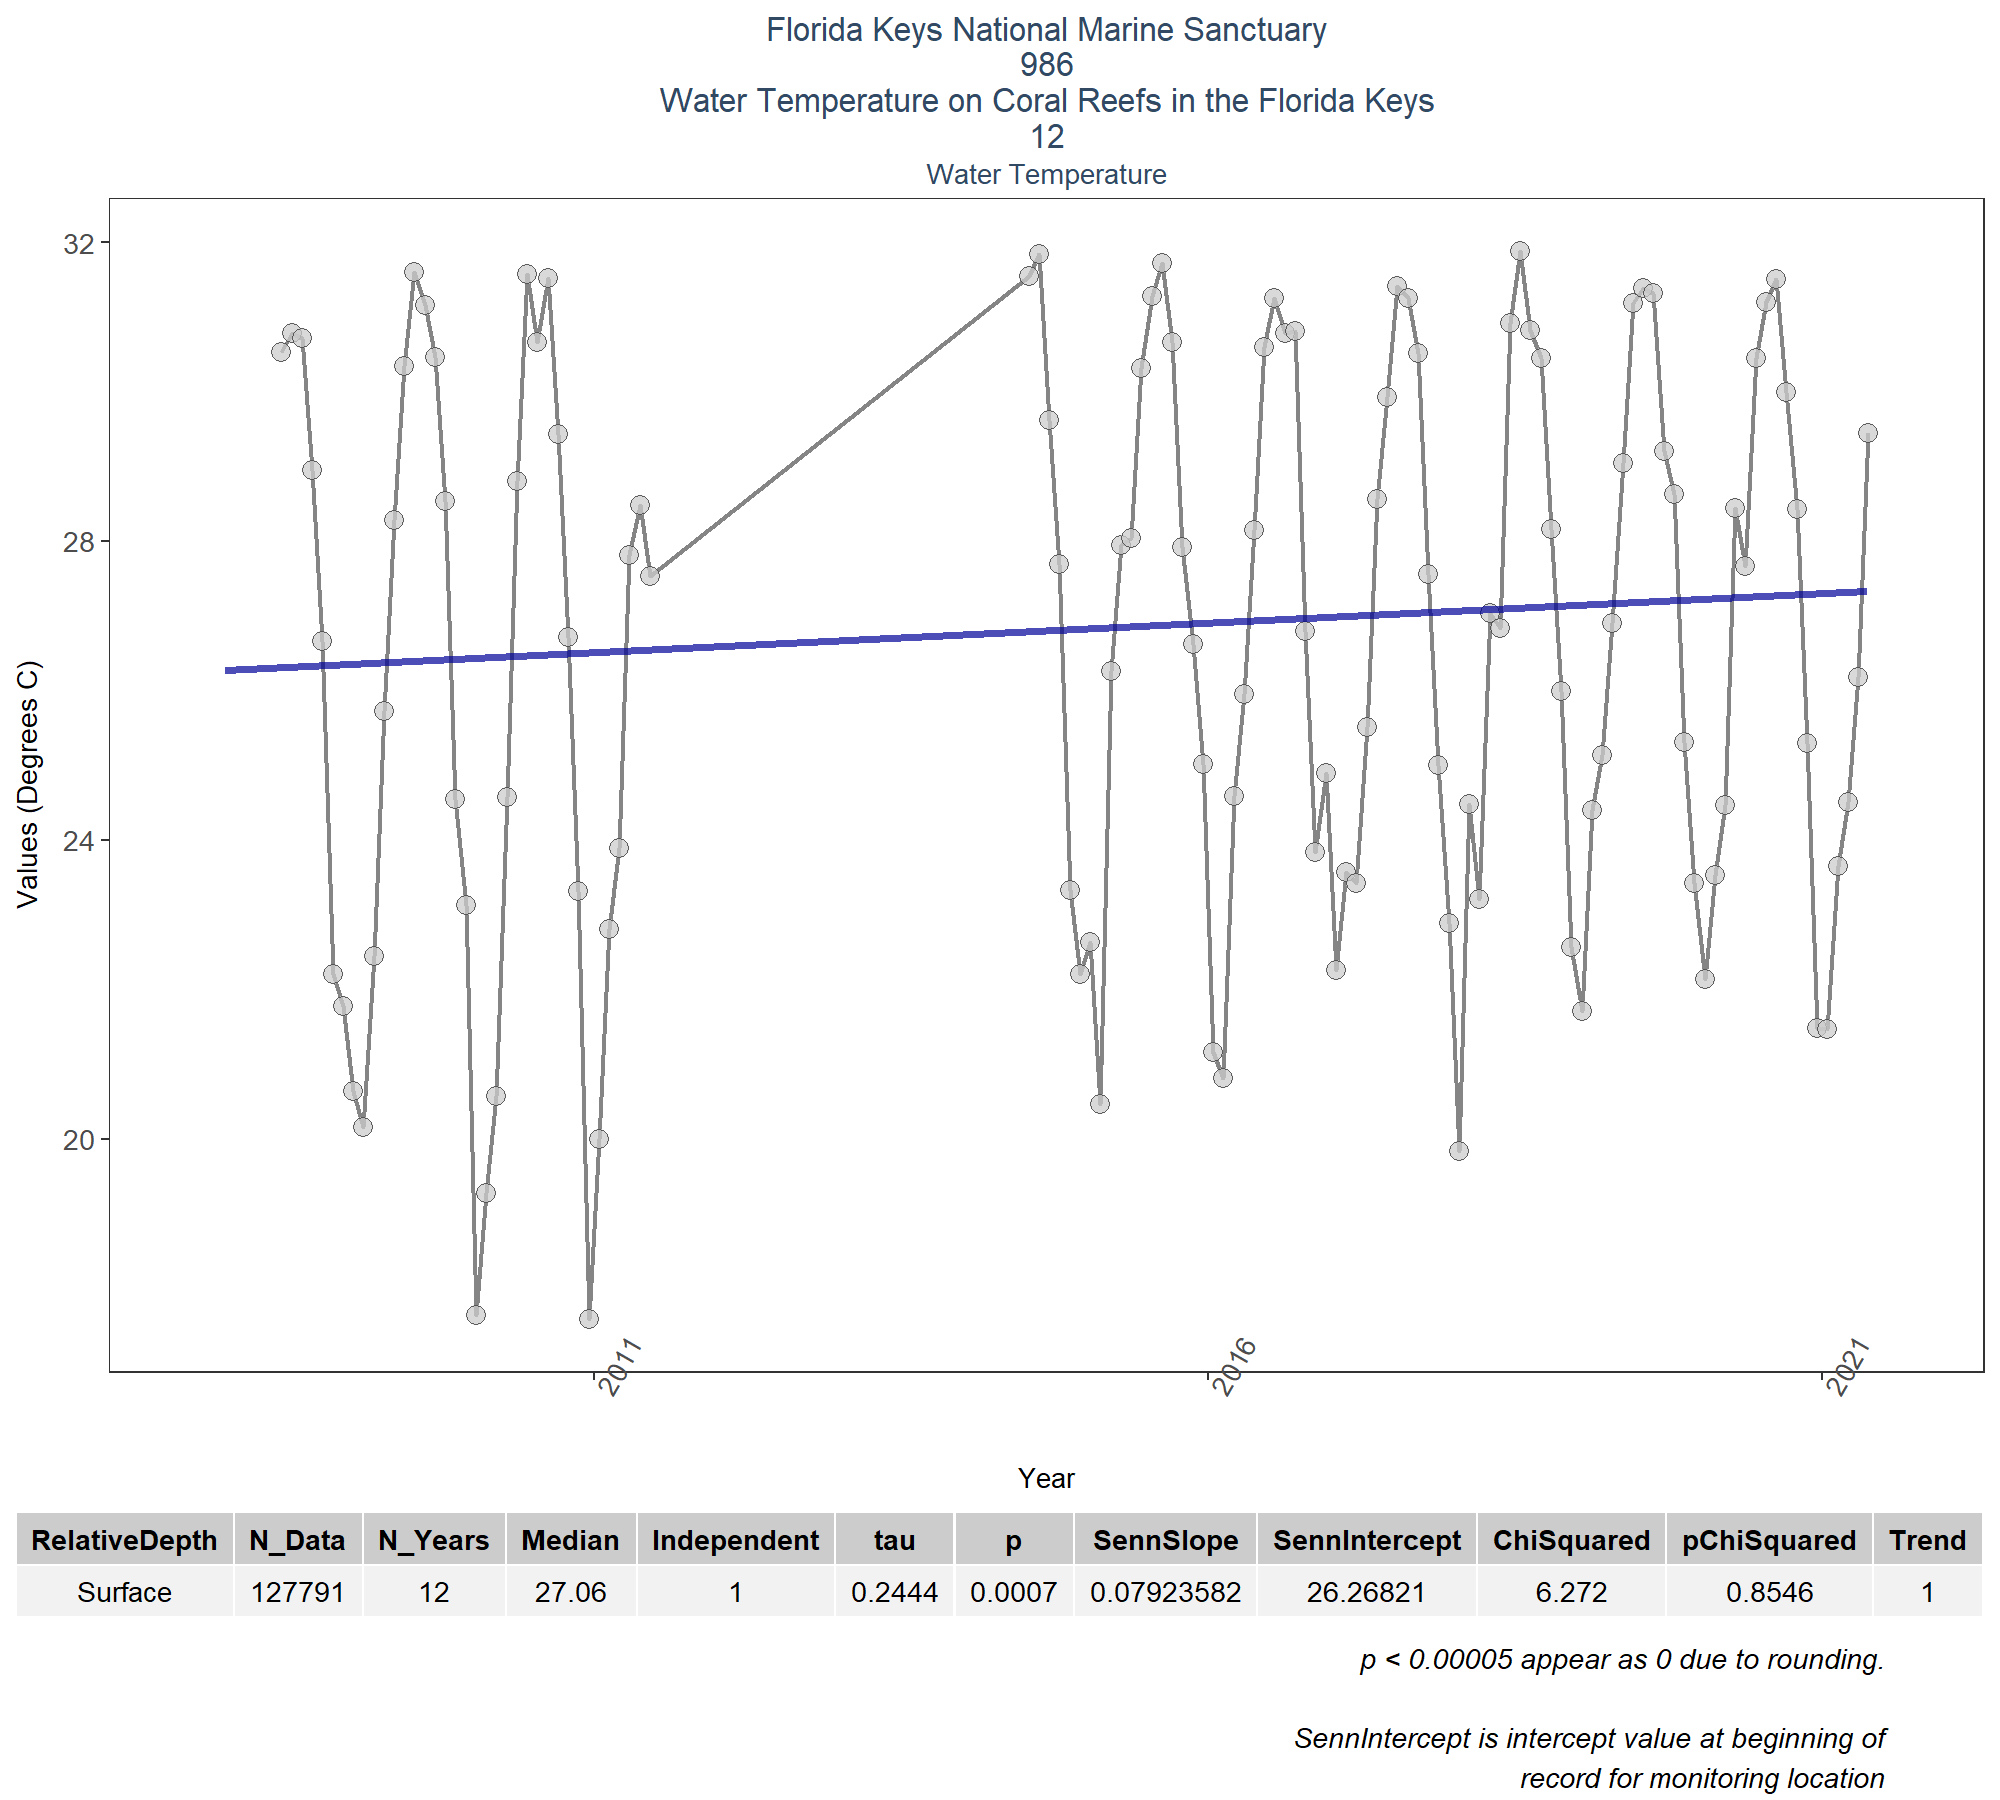 Florida Keys National Marine Sanctuary
986
Water Temperature on Coral Reefs in the Florida Keys
12
Water Temperature
32
28
24
20
Values (Degrees C)
2011 2016 2021
Year
RelativeDepth N_Data N_Years Median Independent tau p SennSlope SennIntercept ChiSquared pChiSquared Trend
Surface 127791 12 27.06 1 0.2444 0.0007 0.07923582 26.26821 6.272 0.8546 1
p < 0.00005 appear as 0 due to rounding.
SennIntercept is intercept value at beginning of
record for monitoring location